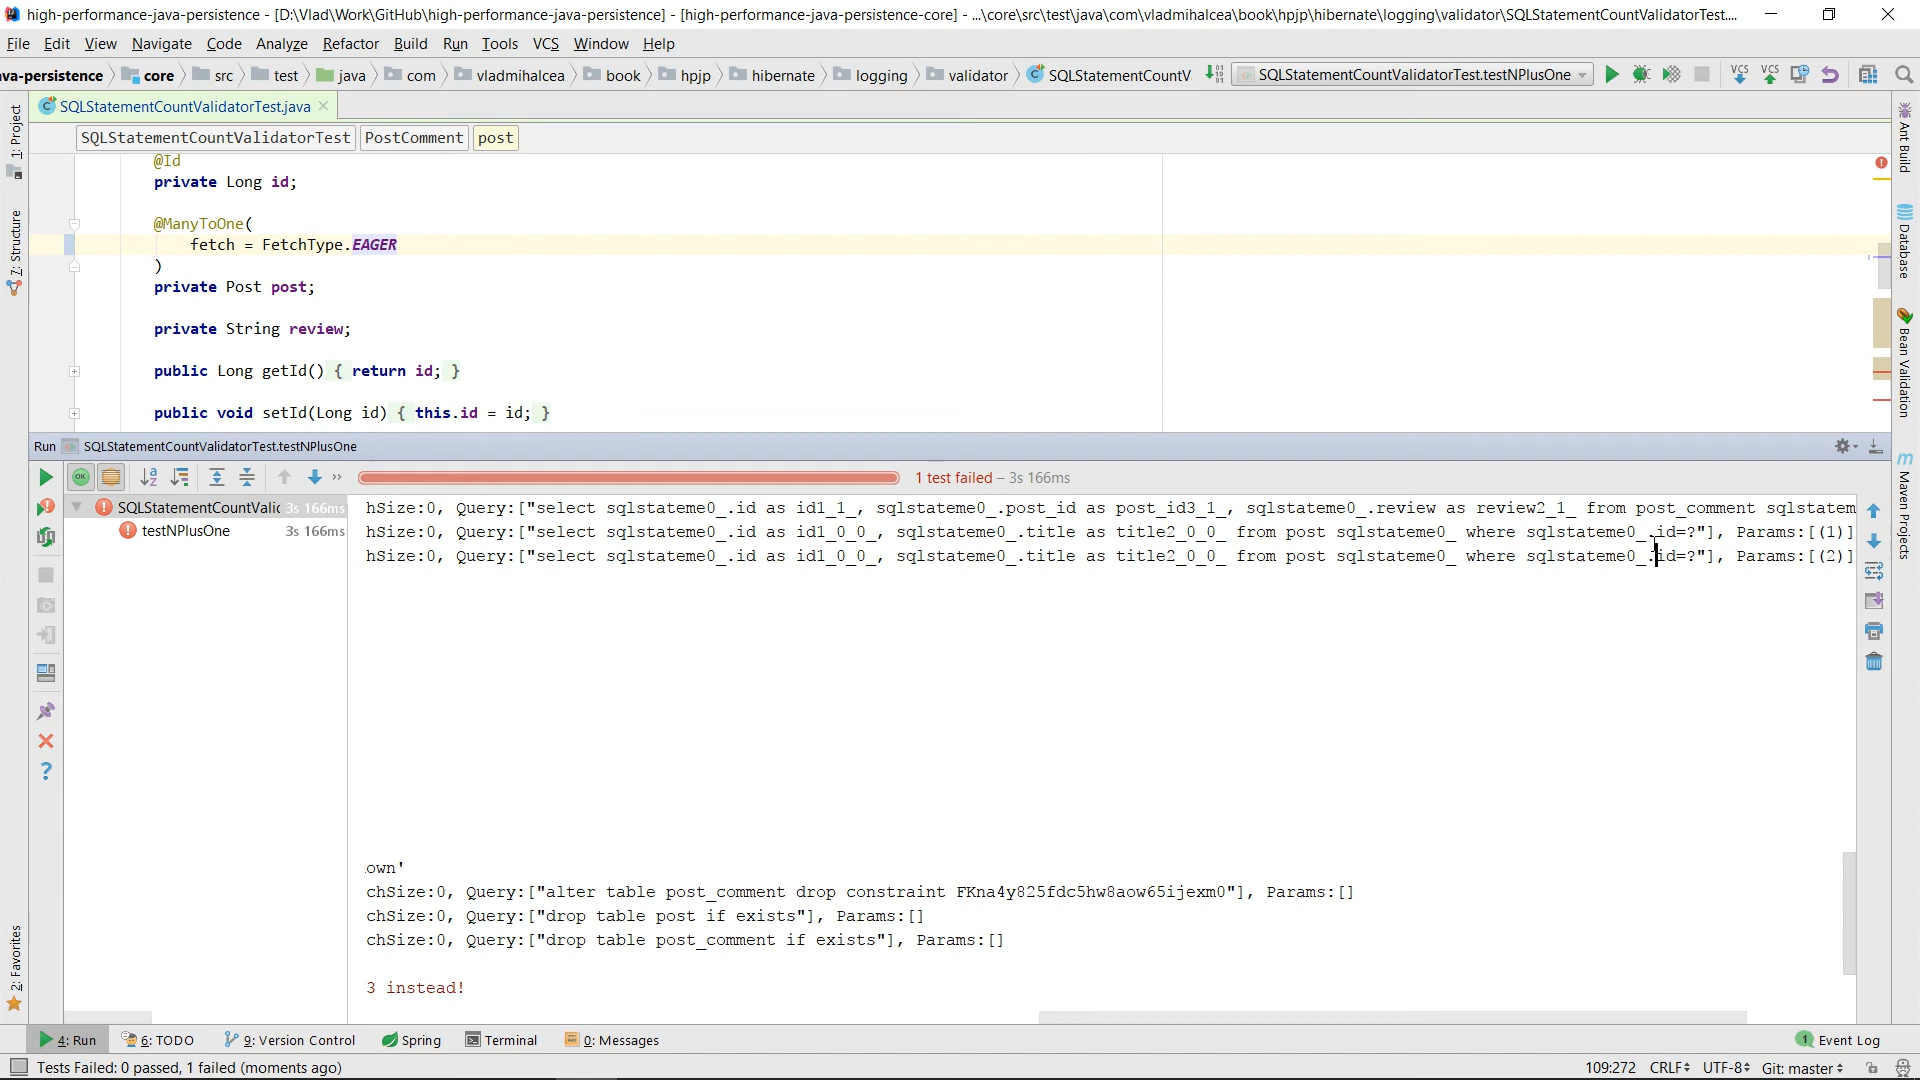 high-performance-java-persistence - [D:\Vlad\Work\GitHub\high-performance-java-persistence] - [high-performance-java-persistence-core] - ...\core\src\test\java\com\vladmihalcea\book\hpjp\hibernate\logging\validator\SQLStatementCountValidatorTest....
File Edit View Navigate Code Analyze Refactor Build Run Tools VCS Window Help
va-persistence core src test java com vladmihalcea book hpjp hibernate logging validator SQLStatementCountV SQLStatementCountValidatorTest.testNPlusOne
SQLStatementCountValidatorTest.java
SQLStatementCountValidatorTest PostComment post
@Id
private Long id;
@ManyToOne(
fetch = FetchType.EAGER
)
private Post post;
private String review;
public Long getId() { return id; }
public void setId(Long id) { this.id = id; }
1: Project
7: Structure
2: Favorites
Ant Build
Database
Bean Validation
Maven Projects
Run SQLStatementCountValidatorTest.testNPlusOne
1 test failed – 3s 166ms
SQLStatementCountValic 3s 166ms
testNPlusOne 3s 166ms
hSize:0, Query:["select sqlstateme0_.id as id1_1_, sqlstateme0_.post_id as post_id3_1_, sqlstateme0_.review as review2_1_ from post_comment sqlstatem
hSize:0, Query:["select sqlstateme0_.id as id1_0_0_, sqlstateme0_.title as title2_0_0_ from post sqlstateme0_ where sqlstateme0_.id=?"], Params:[(1)]
hSize:0, Query:["select sqlstateme0_.id as id1_0_0_, sqlstateme0_.title as title2_0_0_ from post sqlstateme0_ where sqlstateme0_.id=?"], Params:[(2)]
own'
chSize:0, Query:["alter table post_comment drop constraint FKna4y825fdc5hw8aow65ijexm0"], Params:[]
chSize:0, Query:["drop table post if exists"], Params:[]
chSize:0, Query:["drop table post_comment if exists"], Params:[]
3 instead!
4: Run 6: TODO 9: Version Control Spring Terminal 0: Messages 1 Event Log
Tests Failed: 0 passed, 1 failed (moments ago) 109:272 CRLF UTF-8 Git: master